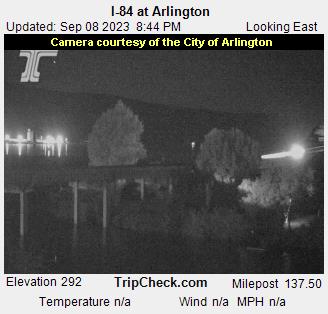 I-84 at Arlington
Updated: Sep 08 2023 8:44 PM Looking East
Camera courtesy of the City of Arlington
Elevation 292 TripCheck.com Milepost 137.50
Temperature n/a Wind n/a MPH n/a